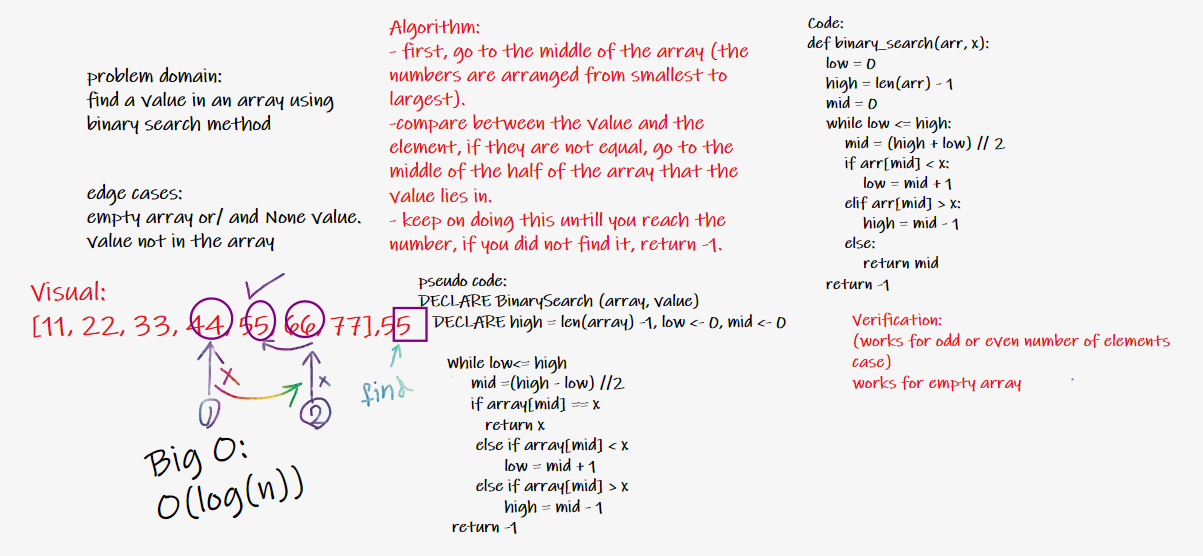 problem domain:
find a value in an array using
binary search method
edge cases:
empty array or/ and None value.
value not in the array
Algorithm:
- first, go to the middle of the array (the
numbers are arranged from smallest to
largest).
-compare between the value and the
element, if they are not equal, go to the
middle of the half of the array that the
value lies in.
- keep on doing this untill you reach the
number, if you did not find it, return -1.
Code:
def binary_search(arr, x):
low = 0
high = len(arr) - 1
mid = 0
while low <= high:
mid = (high + low) // 2
if arr[mid] < x:
low = mid + 1
elif arr[mid] > x:
high = mid - 1
else:
return mid
return -1
Visual:
[11, 22, 33, 44, 55, 66, 77],55
x
x
find
1
2
Big O:
O(log(n))
pseudo code:
DECLARE BinarySearch (array, value)
DECLARE high = len(array) -1, low <- 0, mid <- 0
While low<= high
mid =(high - low) //2
if array[mid] == x
return x
else if array[mid] < x
low = mid + 1
else if array[mid] > x
high = mid - 1
return -1
Verification:
(works for odd or even number of elements
case)
works for empty array